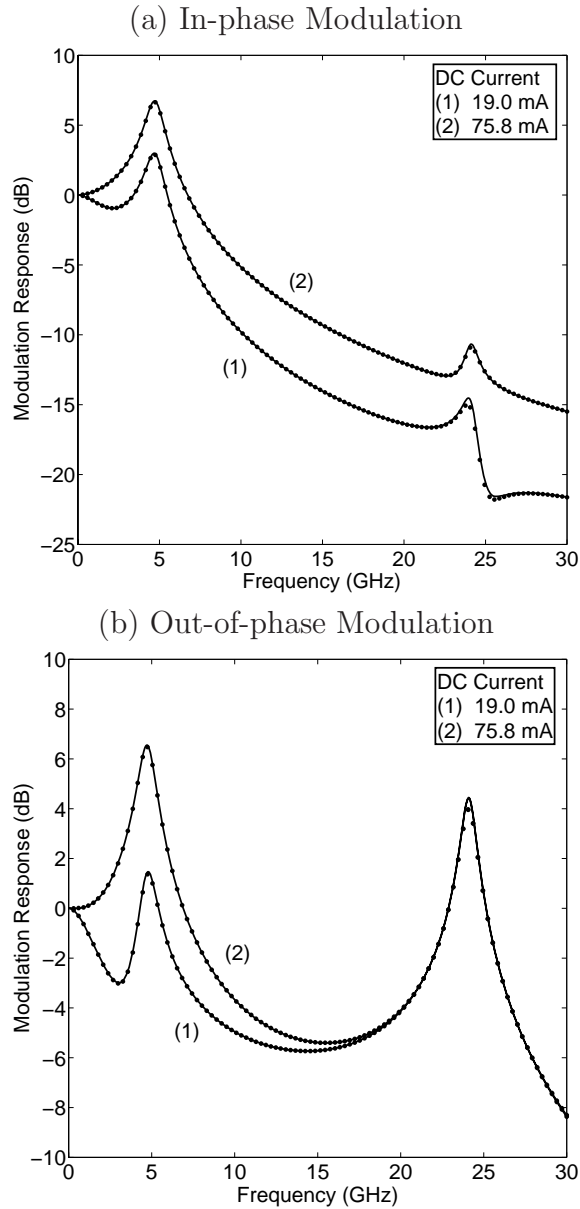 (a) In-phase Modulation
10
5
0
−5
−10
−15
−20
−25
Modulation Response (dB)
DC Current
(1) 19.0 mA
(2) 75.8 mA
(2)
(1)
0 5 10 15 20 25 30
Frequency (GHz)
(b) Out-of-phase Modulation
10
8
6
4
2
0
−2
−4
−6
−8
−10
Modulation Response (dB)
DC Current
(1) 19.0 mA
(2) 75.8 mA
(2)
(1)
0 5 10 15 20 25 30
Frequency (GHz)